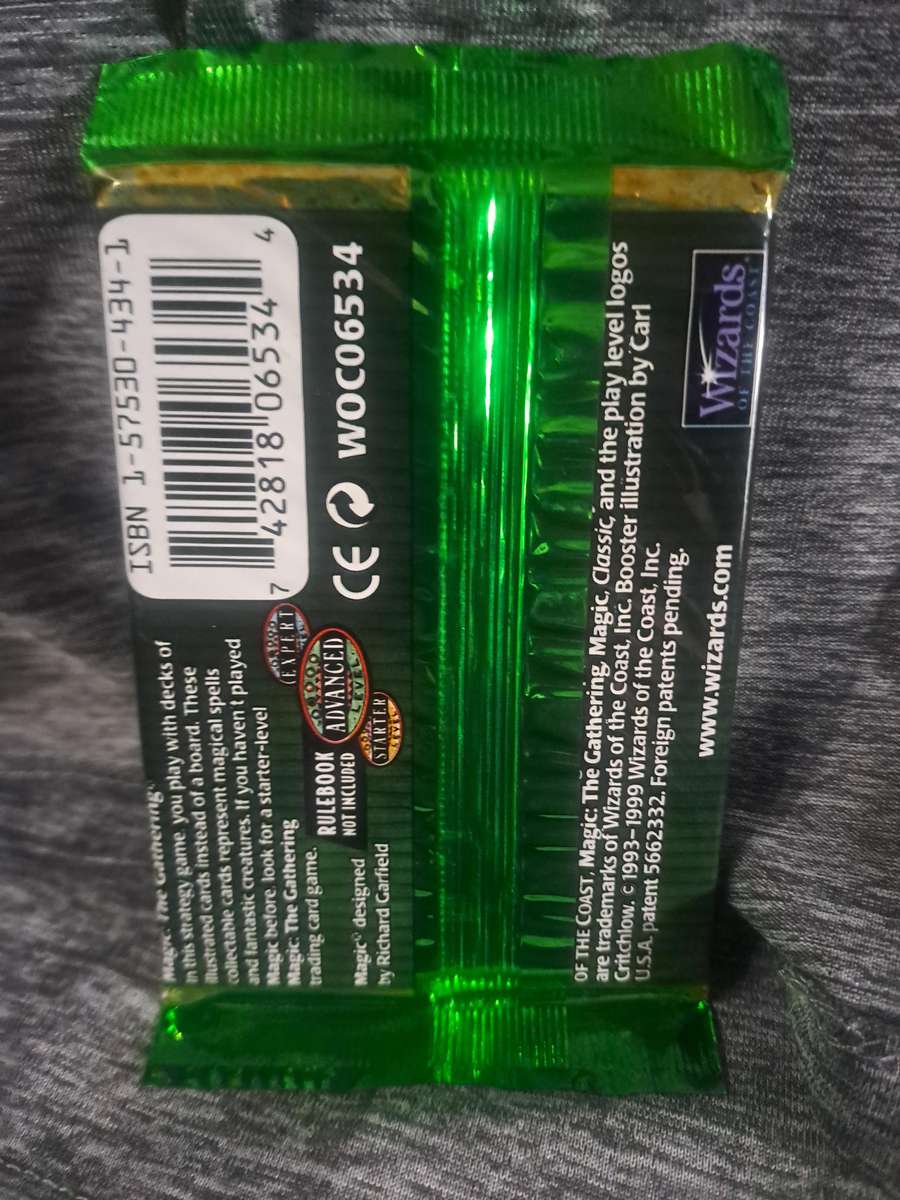 ISBN 1-57530-434-1
7 42818 06534 4
Magic: The Gathering.
In this strategy game, you play with decks of
illustrated cards instead of a board. These
collectable cards represent magical spells
and fantastic creatures. If you haven t played
Magic before, look for a starter-level
Magic: The Gathering
trading card game.
EXPERT
ADVANCED
LEVEL
STARTER
LEVEL
RULEBOOK
NOT INCLUDED
Magic® designed
by Richard Garfield
CE WOC06534
OF THE COAST, Magic: The Gathering, Magic, Classic, and the play level logos
are trademarks of Wizards of the Coast, Inc. Booster illustration by Carl
Critchlow. c 1993–1999 Wizards of the Coast, Inc.
U.S.A. patent 5662332. Foreign patents pending.
www.wizards.com
Wizards
OF THE COAST®